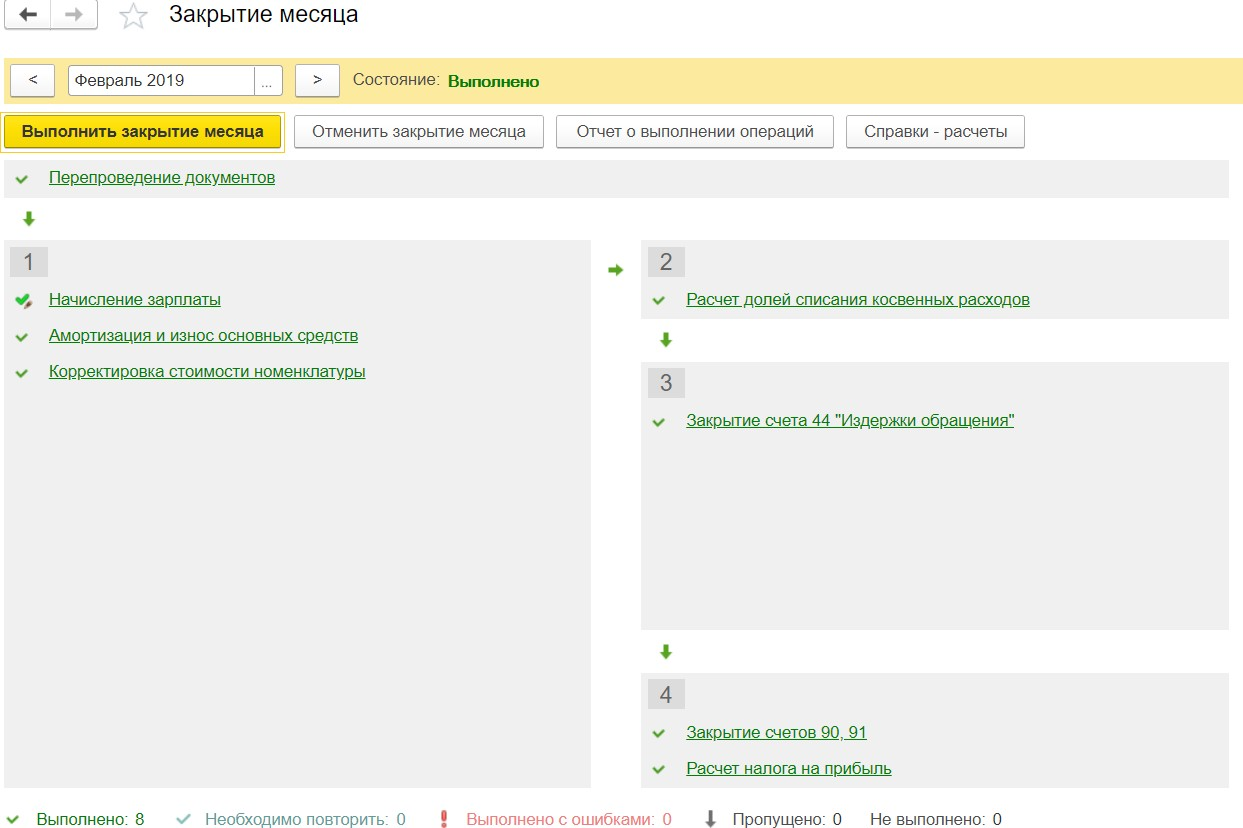 Закрытие месяца
< Февраль 2019 ... > Состояние: Выполнено
Выполнить закрытие месяца Отменить закрытие месяца Отчет о выполнении операций Справки - расчеты
Перепроведение документов
1
Начисление зарплаты
Амортизация и износ основных средств
Корректировка стоимости номенклатуры
2
Расчет долей списания косвенных расходов
3
Закрытие счета 44 "Издержки обращения"
4
Закрытие счетов 90, 91
Расчет налога на прибыль
Выполнено: 8 Необходимо повторить: 0 Выполнено с ошибками: 0 Пропущено: 0 Не выполнено: 0